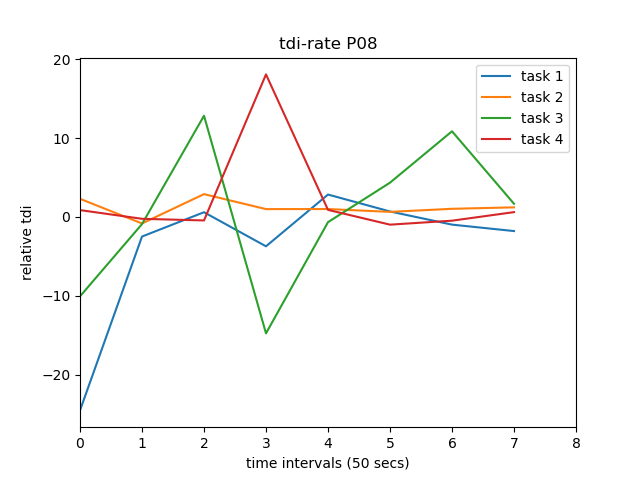 tdi-rate P08
20
10
0
−10
−20
relative tdi
task 1
task 2
task 3
task 4
0 1 2 3 4 5 6 7 8
time intervals (50 secs)